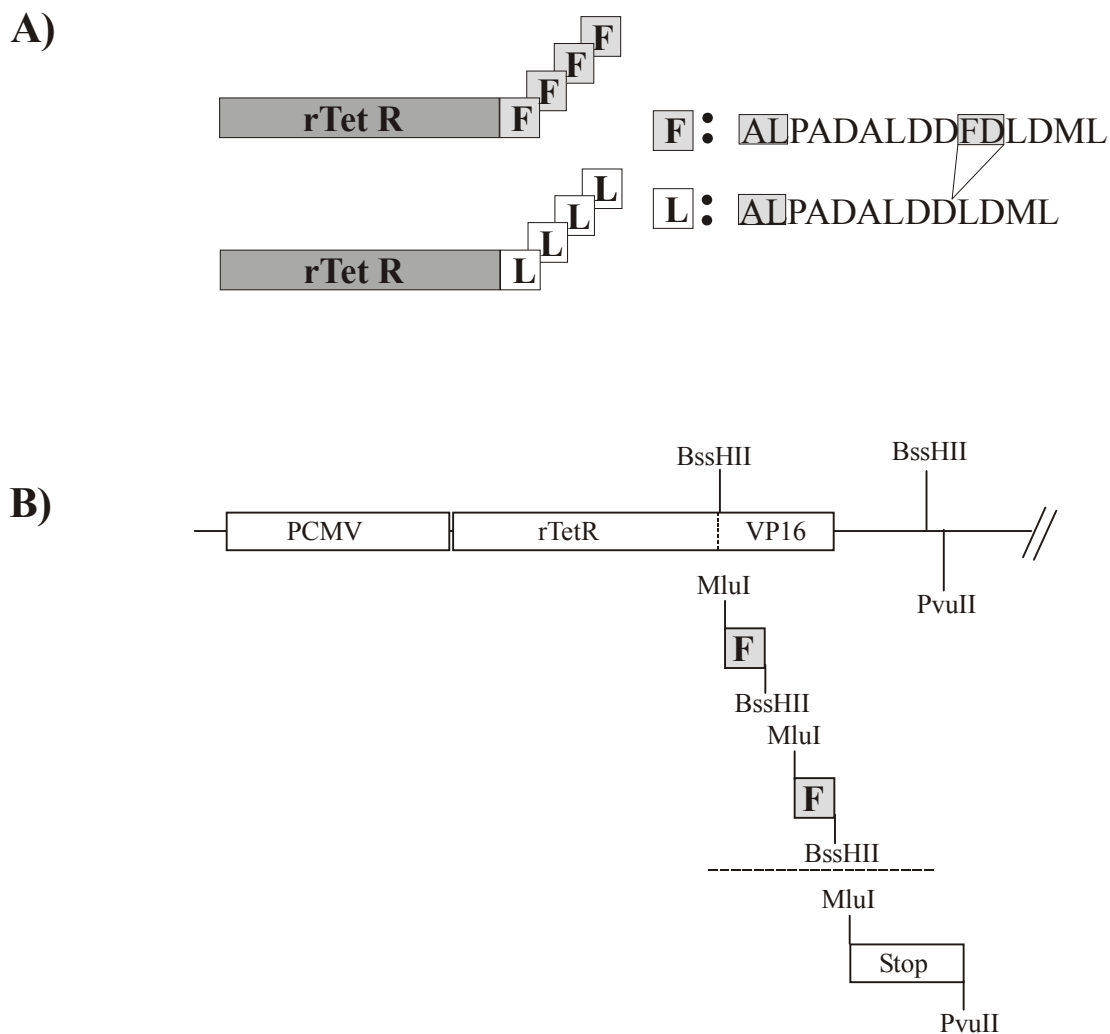 A)
F
F
F
rTet R F
F : ALPADALDDFDLDML
L
L
L
rTet R L
L : ALPADALDDLDML
BssHII BssHII
B)
PCMV rTetR VP16
MluI
PvuII
F
BssHII
MluI
F
BssHII
MluI
Stop
PvuII